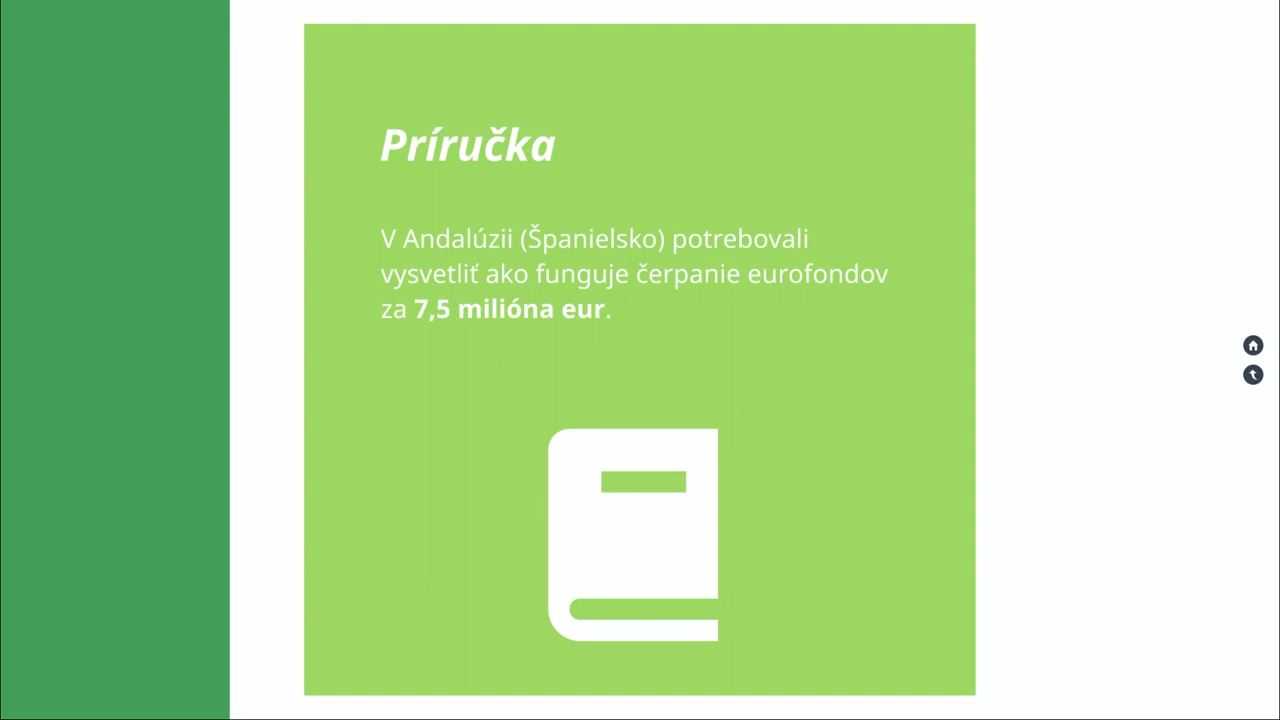 Príručka
V Andalúzii (Španielsko) potrebovali
vysvetliť ako funguje čerpanie eurofondov
za 7,5 milióna eur.